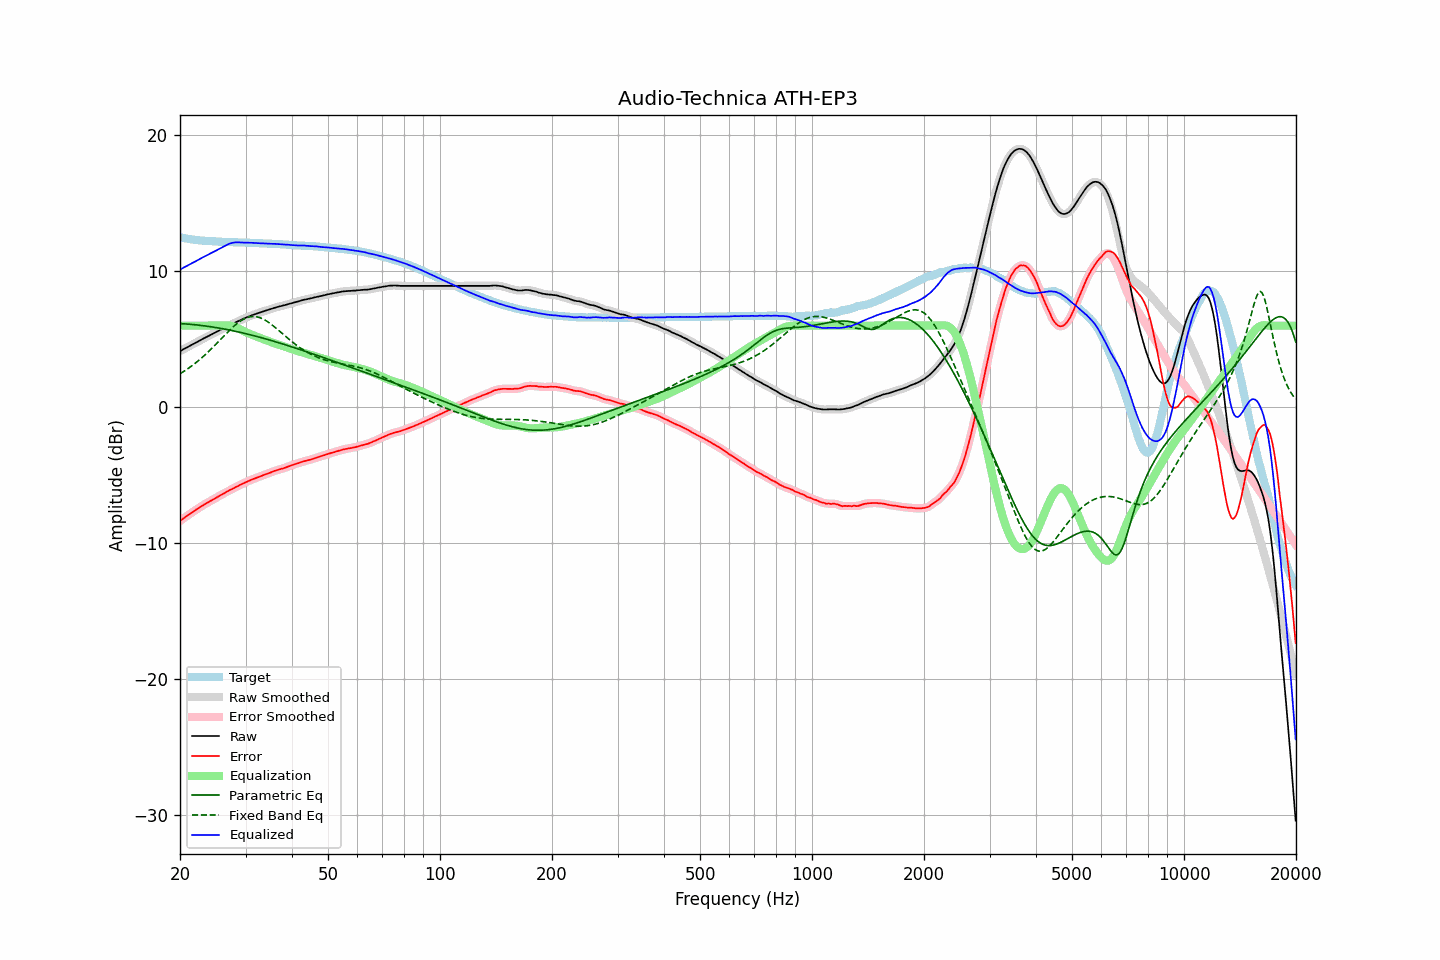 Audio-Technica ATH-EP3
20
10
0
−10
−20
−30
Amplitude (dBr)
Target
Raw Smoothed
Error Smoothed
Raw
Error
Equalization
Parametric Eq
Fixed Band Eq
Equalized
20 50 100 200 500 1000 2000 5000 10000 20000
Frequency (Hz)